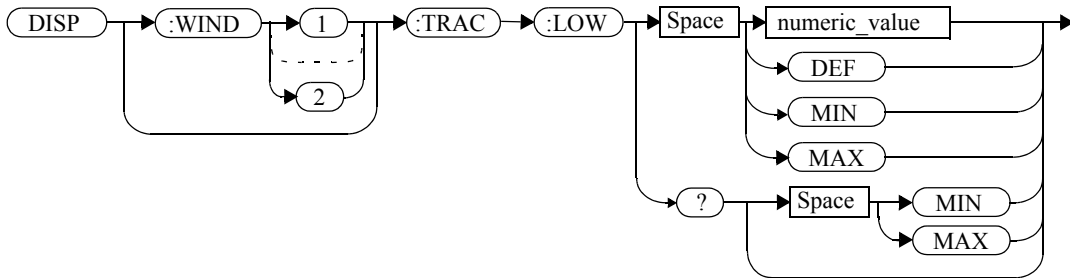 DISP :WIND 1 :TRAC :LOW Space numeric_value
DEF
2
MIN
MAX
? Space MIN
MAX